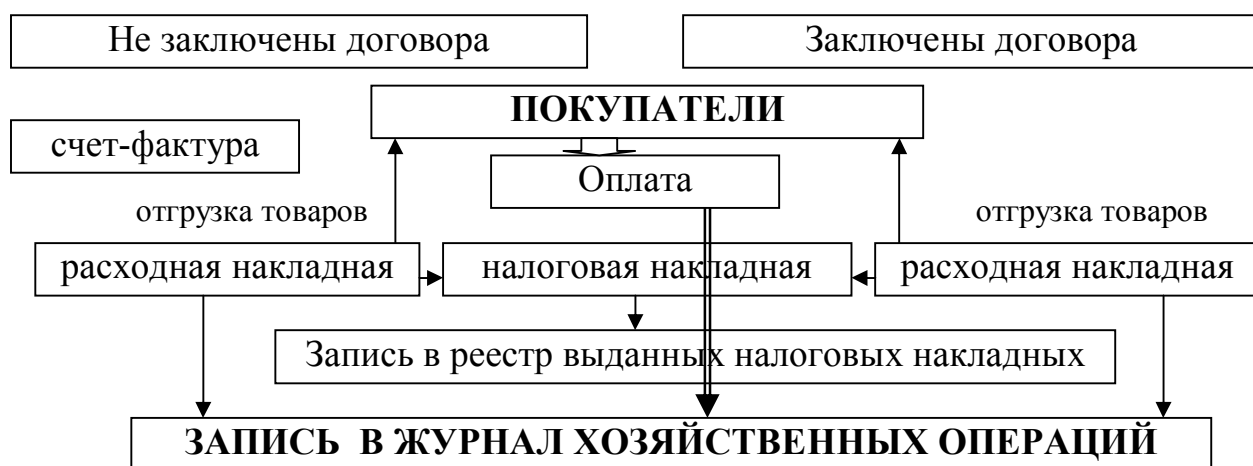 Не заключены договора
Заключены договора
ПОКУПАТЕЛИ
счет-фактура
Оплата
отгрузка товаров
отгрузка товаров
расходная накладная
налоговая накладная
расходная накладная
Запись в реестр выданных налоговых накладных
ЗАПИСЬ В ЖУРНАЛ ХОЗЯЙСТВЕННЫХ ОПЕРАЦИЙ